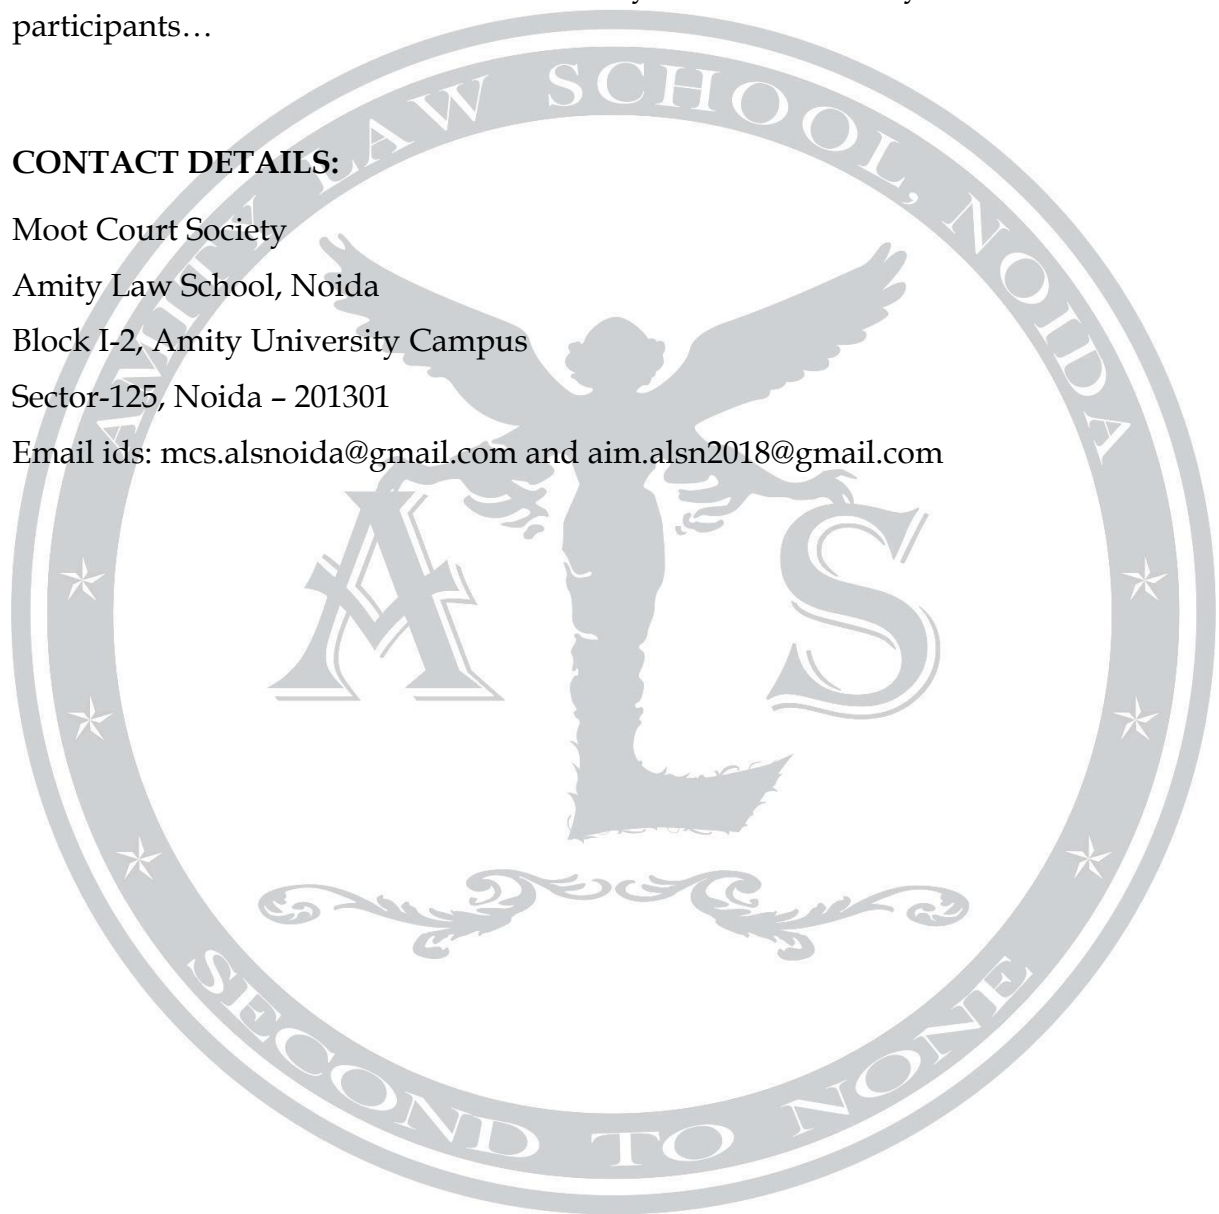 participants…
CONTACT DETAILS:
Moot Court Society
Amity Law School, Noida
Block I-2, Amity University Campus
Sector-125, Noida – 201301
Email ids: mcs.alsnoida@gmail.com and aim.alsn2018@gmail.com
AMITY LAW SCHOOL, NOIDA
ALS
SECOND TO NONE